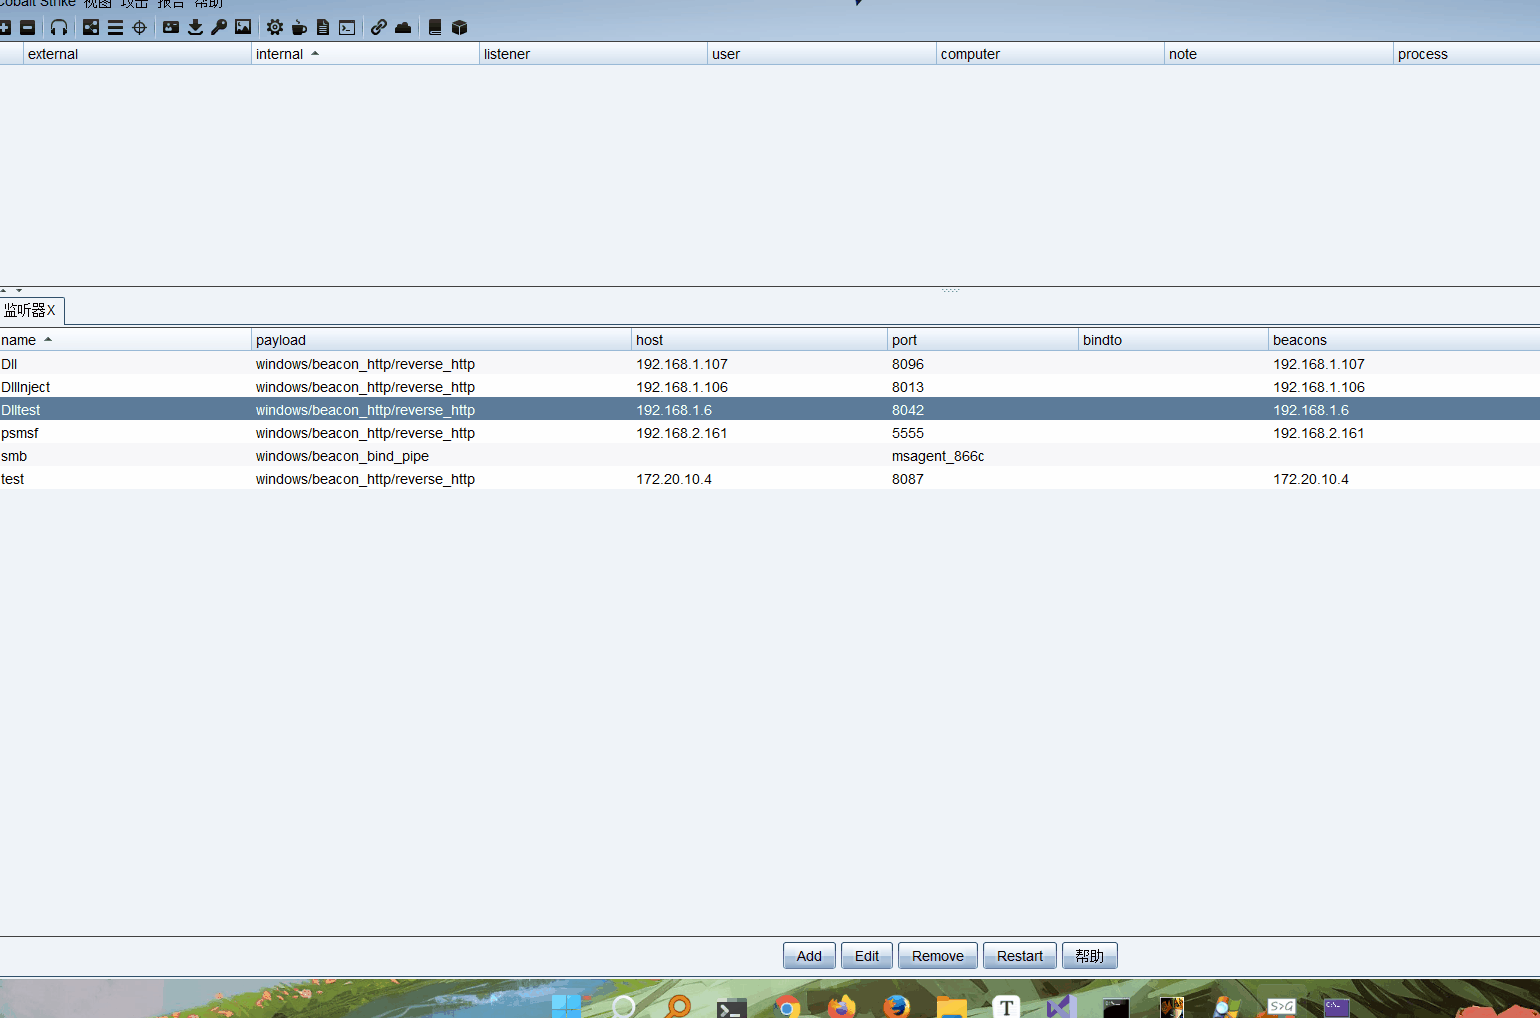 Cobalt Strike 视图 攻击 报告 帮助
external internal listener user computer note process
监听器X
name payload host port bindto beacons
Dll windows/beacon_http/reverse_http 192.168.1.107 8096 192.168.1.107
DllInject windows/beacon_http/reverse_http 192.168.1.106 8013 192.168.1.106
Dlltest windows/beacon_http/reverse_http 192.168.1.6 8042 192.168.1.6
psmsf windows/beacon_http/reverse_http 192.168.2.161 5555 192.168.2.161
smb windows/beacon_bind_pipe msagent_866c
test windows/beacon_http/reverse_http 172.20.10.4 8087 172.20.10.4
Add Edit Remove Restart 帮助
T S>G